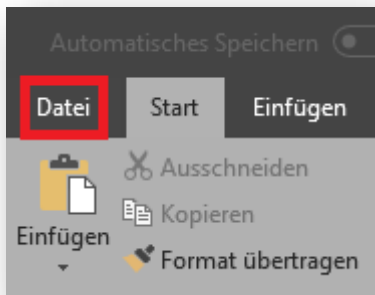 Automatisches Speichern
Datei Start Einfügen
Ausschneiden
Kopieren
Einfügen
Format übertragen